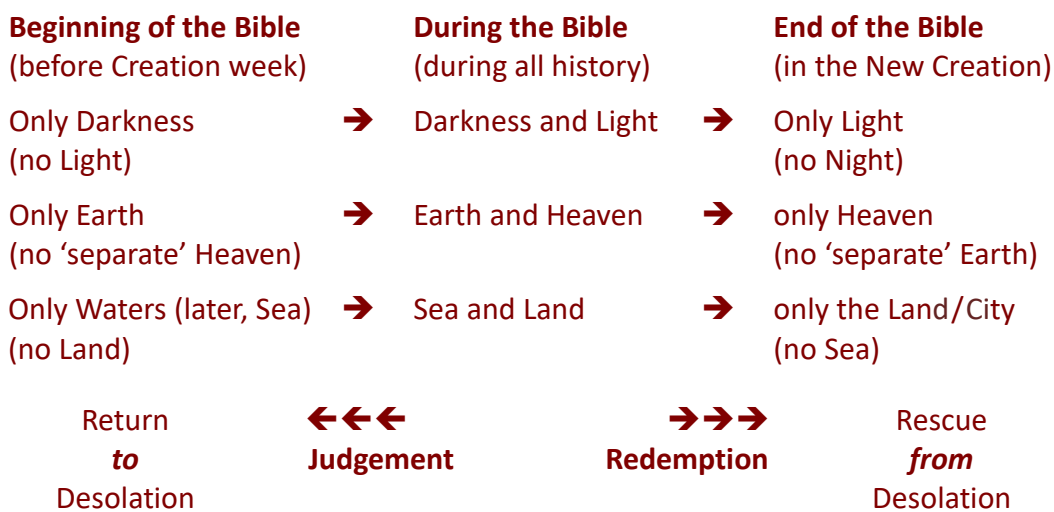 Beginning of the Bible During the Bible End of the Bible
(before Creation week) (during all history) (in the New Creation)
Only Darkness ➔ Darkness and Light ➔ Only Light
(no Light) (no Night)
Only Earth ➔ Earth and Heaven ➔ only Heaven
(no ‘separate’ Heaven) (no ‘separate’ Earth)
Only Waters (later, Sea) ➔ Sea and Land ➔ only the Land/City
(no Land) (no Sea)
Return 🡸🡸🡸 ➔➔➔ Rescue
to Judgement Redemption from
Desolation Desolation